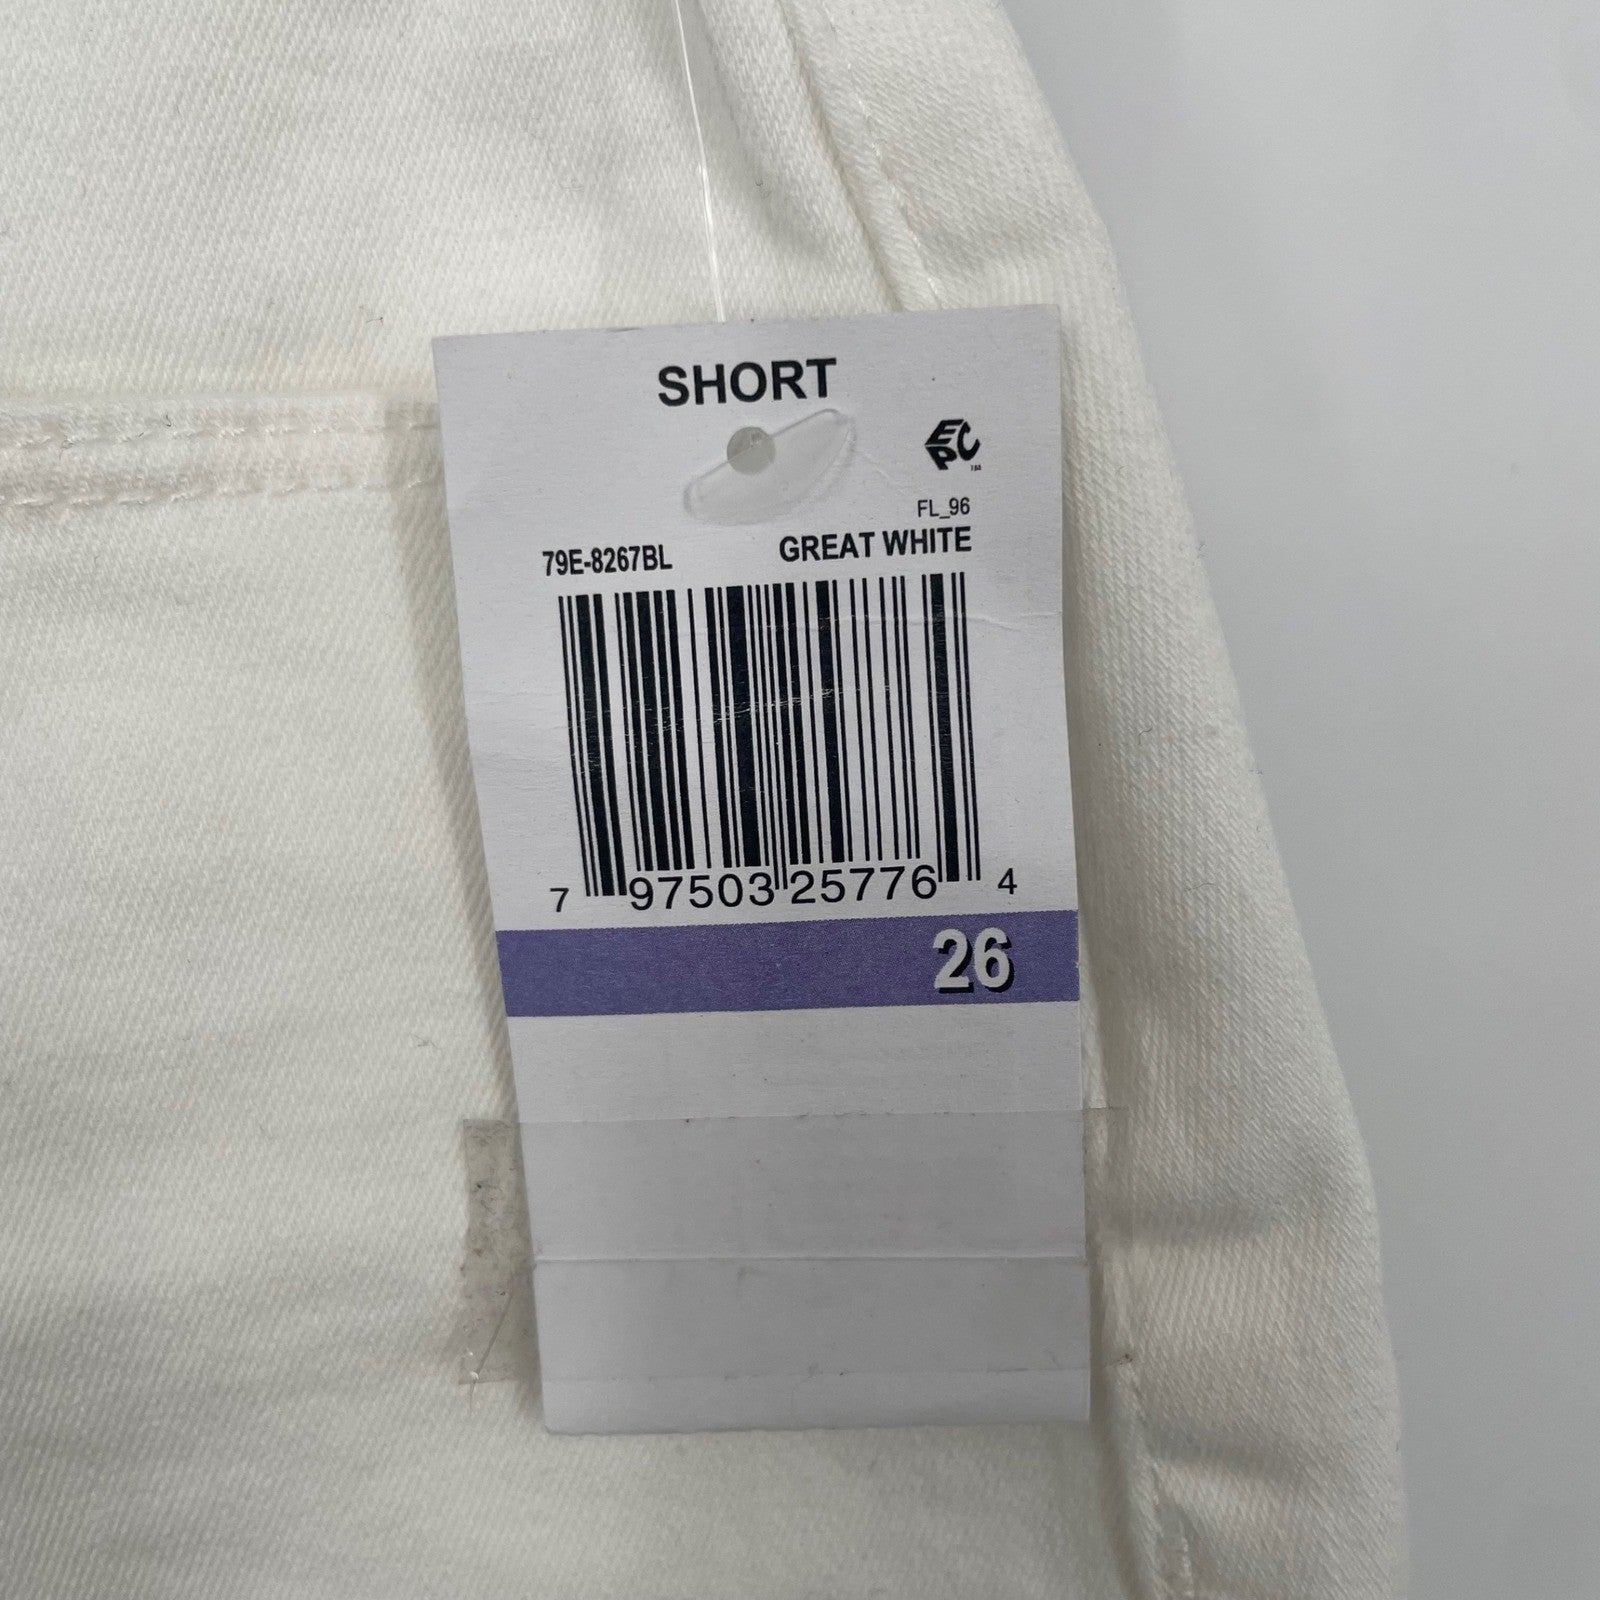 SHORT
EPC
FL_96
79E-8267BL GREAT WHITE
7 97503 25776 4
26